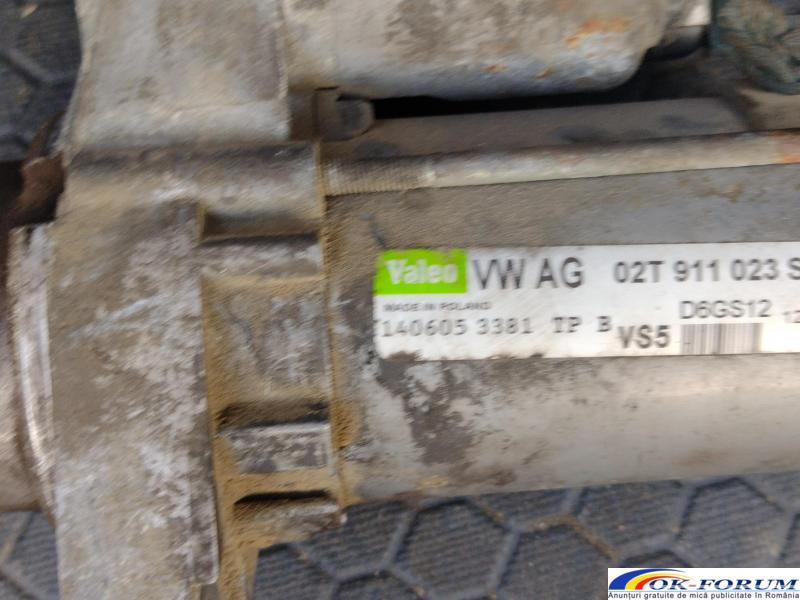 Valeo VW AG 02T 911 023 S
MADE IN POLAND D6GS12 12
140605 3381 TP B VS5
OK-FORUM
Anunțuri gratuite de mică publicitate în România